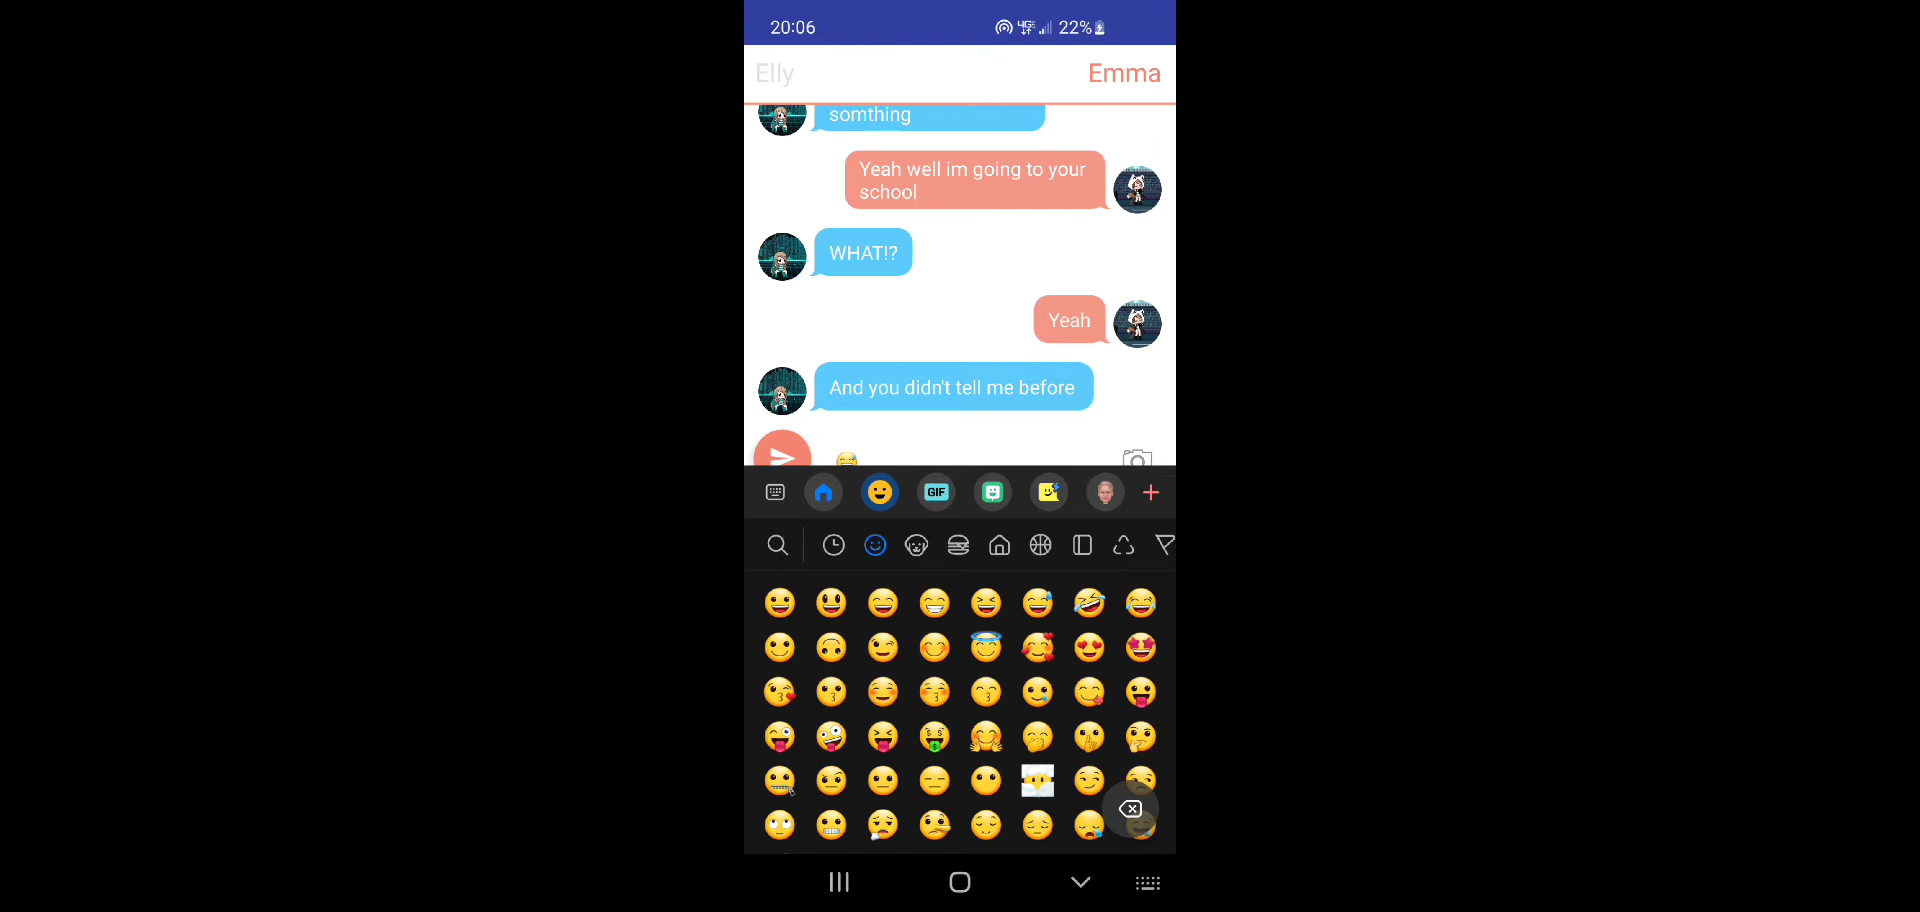 20:06
4G
22%
Elly
Emma
somthing
Yeah well im going to your
school
WHAT!?
Yeah
And you didn't tell me before
GIF